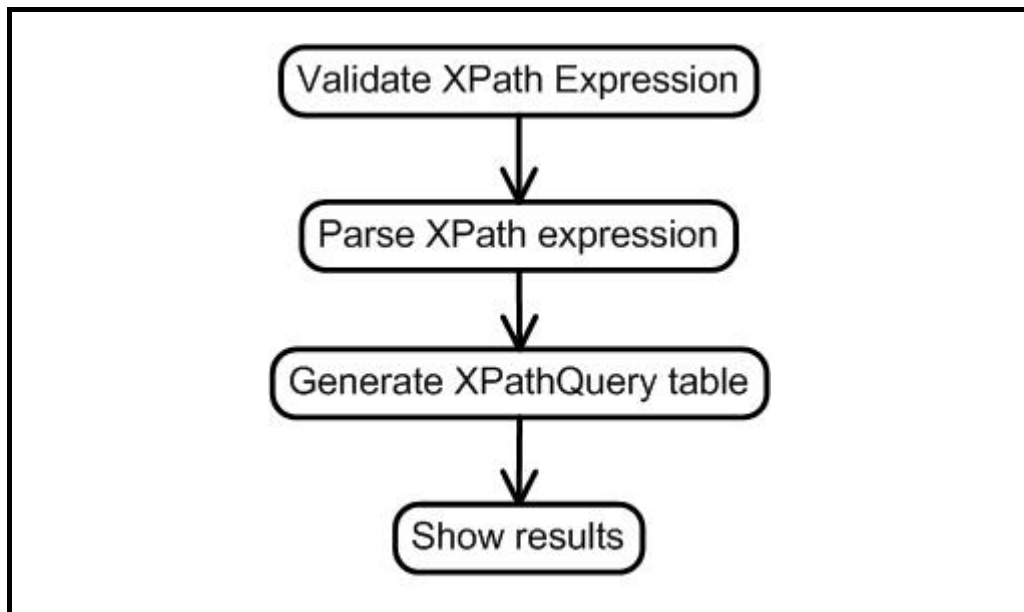 Validate XPath Expression
Parse XPath expression
Generate XPathQuery table
Show results